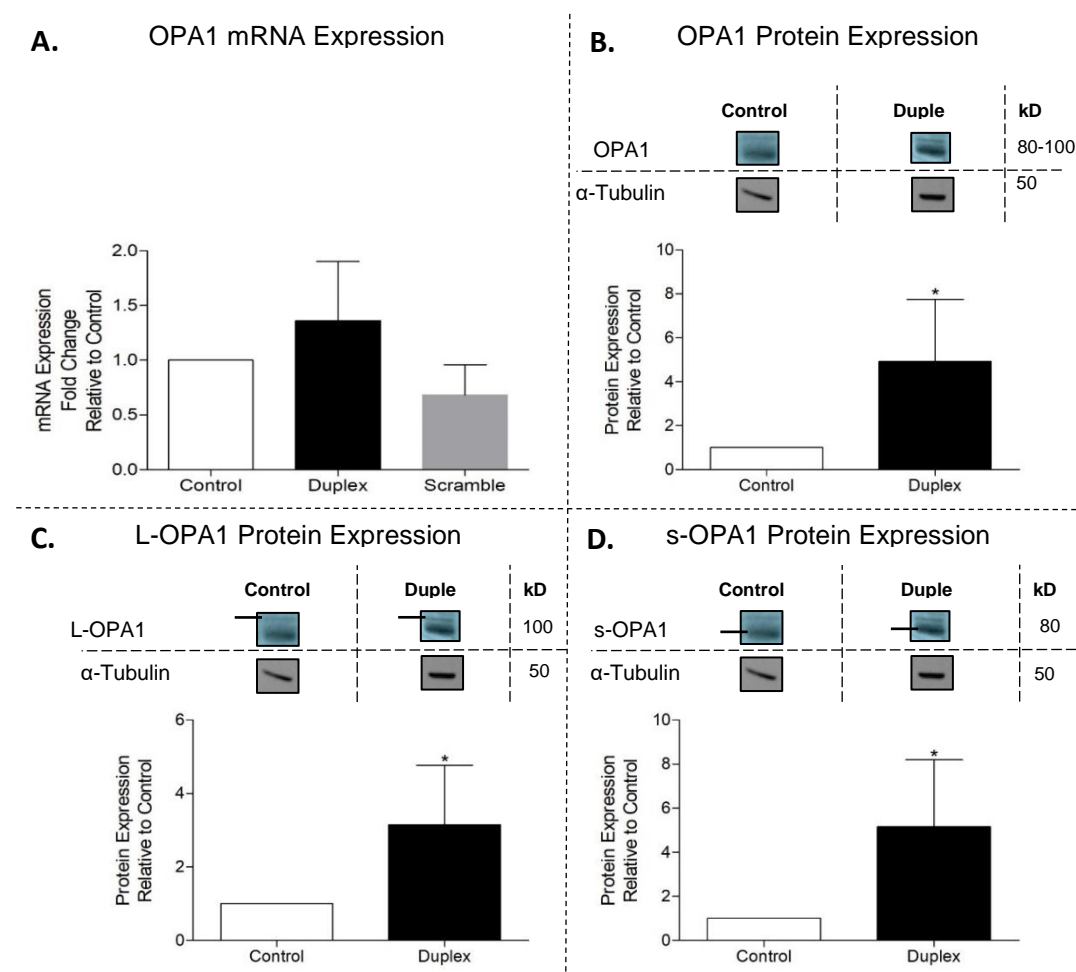 A.
OPA1 mRNA Expression
mRNA Expression
Fold Change
Relative to Control
2.0
1.5
1.0
0.5
0.0
Control
Duplex
Scramble
B.
OPA1 Protein Expression
Control
Duple
kD
OPA1
80-100
α-Tubulin
50
Protein Expression
Relative to Control
10
8
6
4
2
0
*
Control
Duplex
C.
L-OPA1 Protein Expression
Control
Duple
kD
L-OPA1
100
α-Tubulin
50
Protein Expression
Relative to Control
6
4
2
0
*
Control
Duplex
D.
s-OPA1 Protein Expression
Control
Duple
kD
s-OPA1
80
α-Tubulin
50
Protein Expression
Relative to Control
10
8
6
4
2
0
*
Control
Duplex